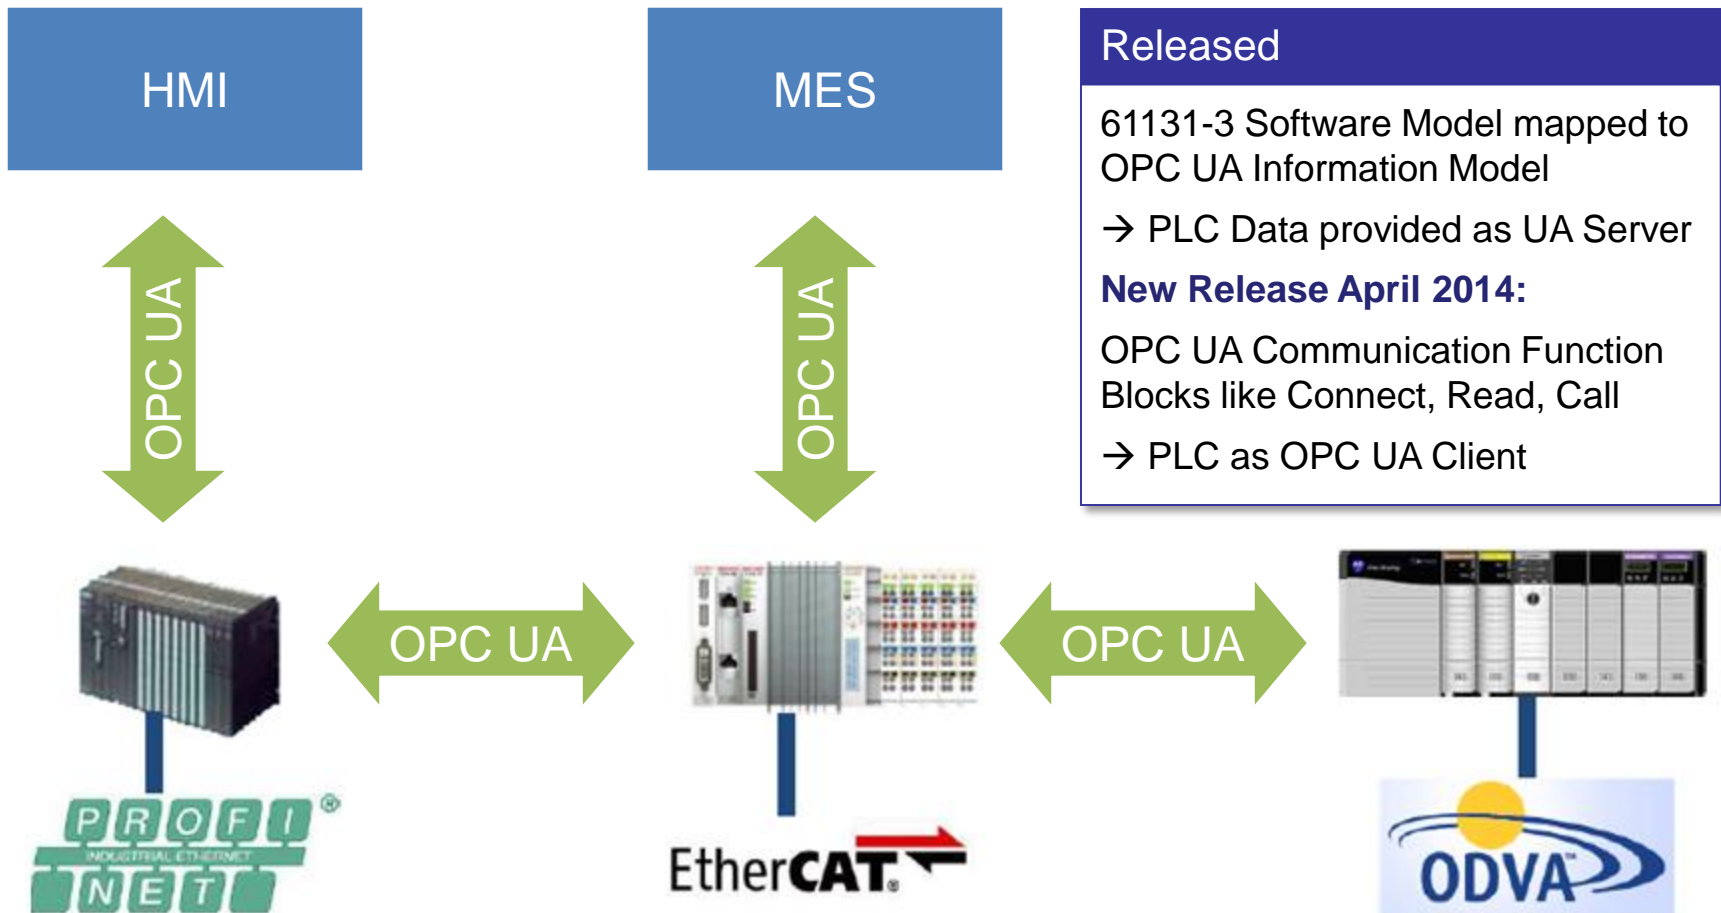 HMI
MES
Released
61131-3 Software Model mapped to
OPC UA Information Model
→ PLC Data provided as UA Server
New Release April 2014:
OPC UA Communication Function
Blocks like Connect, Read, Call
→ PLC as OPC UA Client
OPC UA
OPC UA
OPC UA
OPC UA
PROFI®
INDUSTRIAL ETHERNET
NET
EtherCAT®
ODVA™